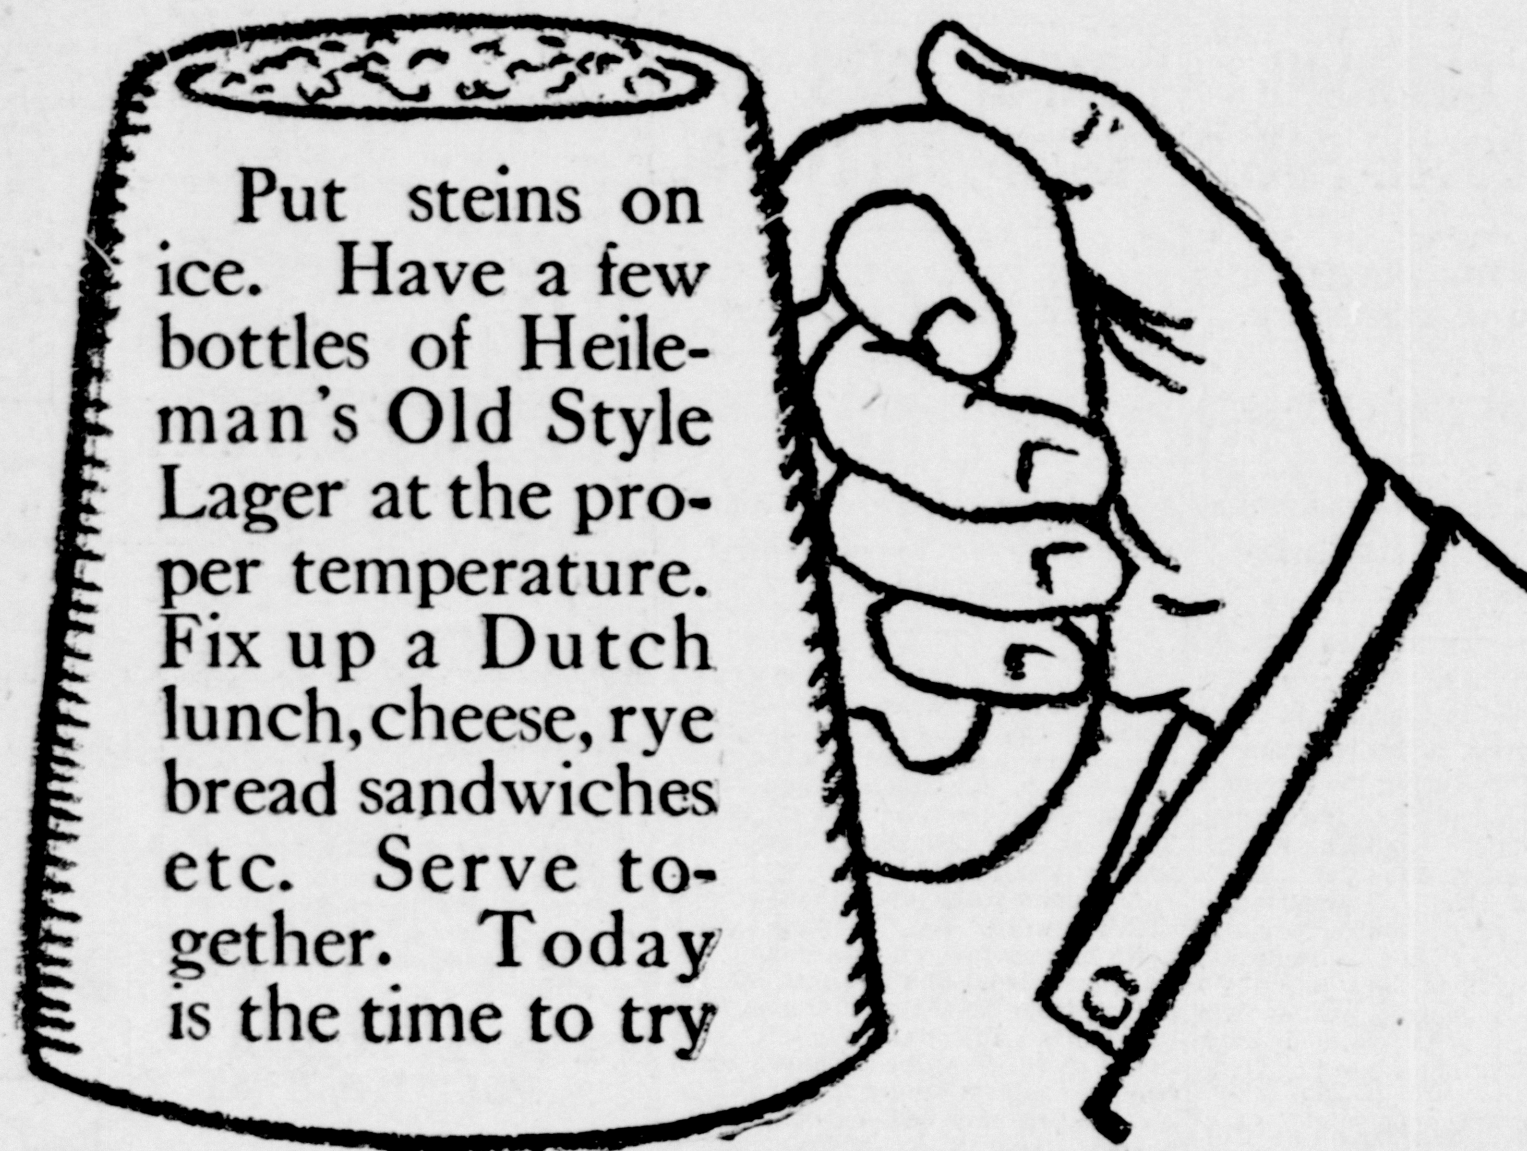 Put steins on
ice. Have a few
bottles of Heile-
man's Old Style
Lager at the pro-
per temperature.
Fix up a Dutch
lunch, cheese, rye
bread sandwiches
etc. Serve to-
gether. Today
is the time to try